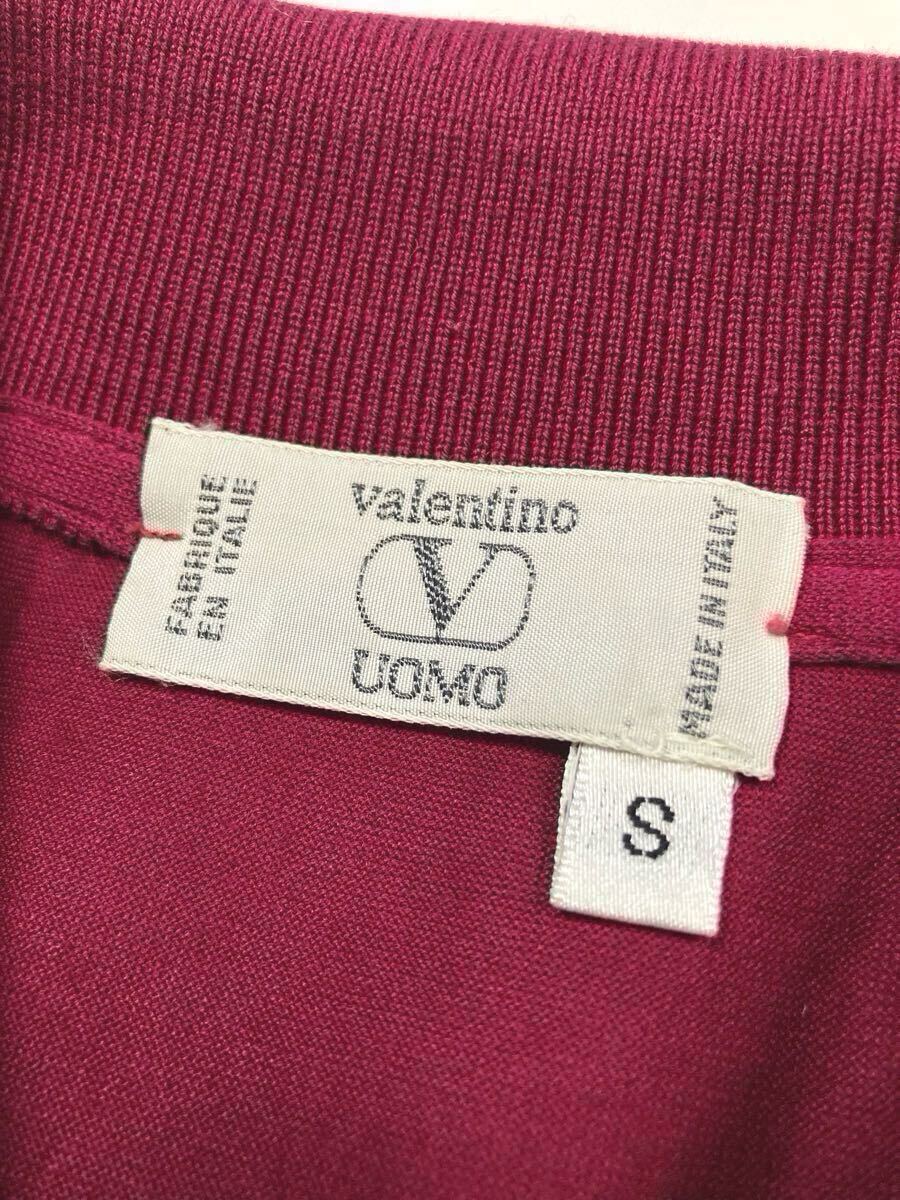 FABRIQUE
EN ITALIE
valentino
V
UOMO
MADE IN ITALY
S